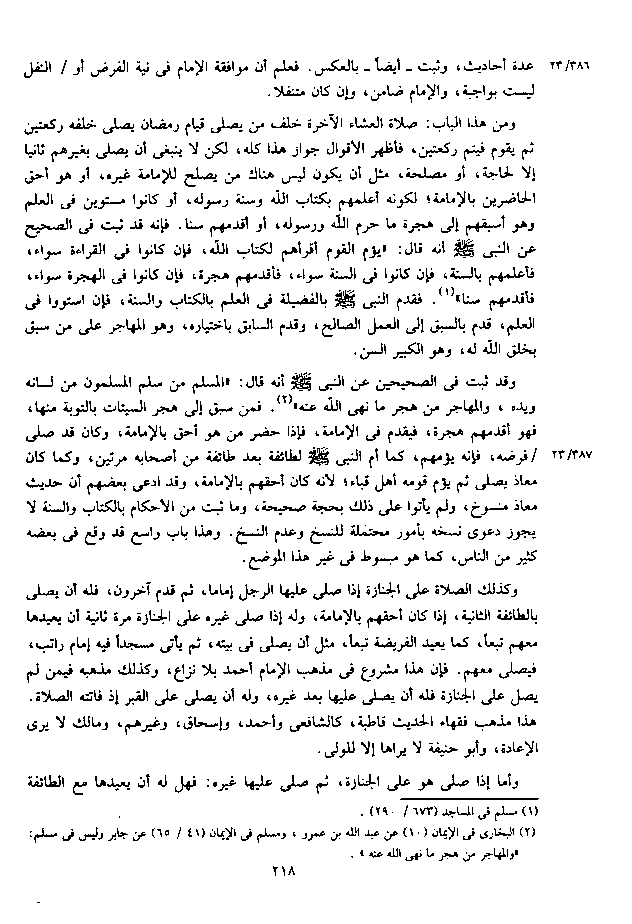 ٢٣/٣٨٦ عدة أحاديث، وثبت ـ أيضاً ـ بالعكس. فعلم أن موافقة الإمام فى نية الفرض أو / النفل
ليست بواجبة، والإمام ضامن، وإن كان متنفلا.
ومن هذا الباب: صلاة العشاء الآخرة خلف من يصلى قيام رمضان يصلى خلفه ركعتين
ثم يقوم فيتم ركعتين، فأظهر الأقوال جواز هذا كله، لكن لا ينبغى أن يصلى بغيرهم ثانيا
إلا لحاجة، أو مصلحة، مثل أن يكون ليس هناك من يصلح للإمامة غيره، أو هو أحق
الحاضرين بالإمامة؛ لكونه أعلمهم بكتاب الله وسنة رسوله، أو كانوا مستوين فى العلم
وهو أسبقهم إلى هجرة ما حرم الله ورسوله، أو أقدمهم سنا. فإنه قد ثبت فى الصحيح
عن النبى ﷺ أنه قال: «يؤم القوم أقرأهم لكتاب الله، فإن كانوا فى القراءة سواء،
فأعلمهم بالسنة، فإن كانوا فى السنة سواء، فأقدمهم هجرة، فإن كانوا فى الهجرة سواء،
فأقدمهم سنا»(١). فقدم النبى ﷺ بالفضيلة فى العلم بالكتاب والسنة، فإن استووا فى
العلم، قدم بالسبق إلى العمل الصالح، وقدم السابق باختياره، وهو المهاجر على من سبق
بخلق الله له، وهو الكبير السن.
وقد ثبت فى الصحيحين عن النبى ﷺ أنه قال: «المسلم من سلم المسلمون من لسانه
ويده ، والمهاجر من هجر ما نهى الله عنه»(٢). فمن سبق إلى هجر السيئات بالتوبة منها،
فهو أقدمهم هجرة، فيقدم فى الإمامة، فإذا حضر من هو أحق بالإمامة، وكان قد صلى
٢٣/٣٨٧ /فرضه، فإنه يؤمهم، كما أم النبى ﷺ لطائفة بعد طائفة من أصحابه مرتين، وكما كان
معاذ يصلى ثم يؤم قومه أهل قباء؛ لأنه كان أحقهم بالإمامة، وقد ادعى بعضهم أن حديث
معاذ منسوخ، ولم يأتوا على ذلك بحجة صحيحة، وما ثبت من الأحكام بالكتاب والسنة لا
يجوز دعوى نسخه بأمور محتملة للنسخ وعدم النسخ. وهذا باب واسع قد وقع فى بعضه
كثير من الناس، كما هو مبسوط فى غير هذا الموضع.
وكذلك الصلاة على الجنازة إذا صلى عليها الرجل إماما، ثم قدم آخرون، فله أن يصلى
بالطائفة الثانية، إذا كان أحقهم بالإمامة، وله إذا صلى غيره على الجنازة مرة ثانية أن يعيدها
معهم تبعاً، كما يعيد الفريضة تبعاً، مثل أن يصلى فى بيته، ثم يأتى مسجداً فيه إمام راتب،
فيصلى معهم. فإن هذا مشروع فى مذهب الإمام أحمد بلا نزاع، وكذلك مذهبه فيمن لم
يصل على الجنازة فله أن يصلى عليها بعد غيره، وله أن يصلى على القبر إذ فاتته الصلاة.
هذا مذهب فقهاء الحديث قاطبة، كالشافعى وأحمد، وإسحاق، وغيرهم، ومالك لا يرى
الإعادة، وأبو حنيفة لا يراها إلا للولى.
وأما إذا صلى هو على الجنازة، ثم صلى عليها غيره: فهل له أن يعيدها مع الطائفة
(١) مسلم فى المساجد (٦٧٣ / ٢٩٠) .
(٢) البخارى فى الإيمان (١٠) عن عبد الله بن عمرو ، ومسلم فى الإيمان (٤١ / ٦٥) عن جابر وليس فى مسلم:
«والمهاجر من هجر ما نهى الله عنه» .
٢١٨